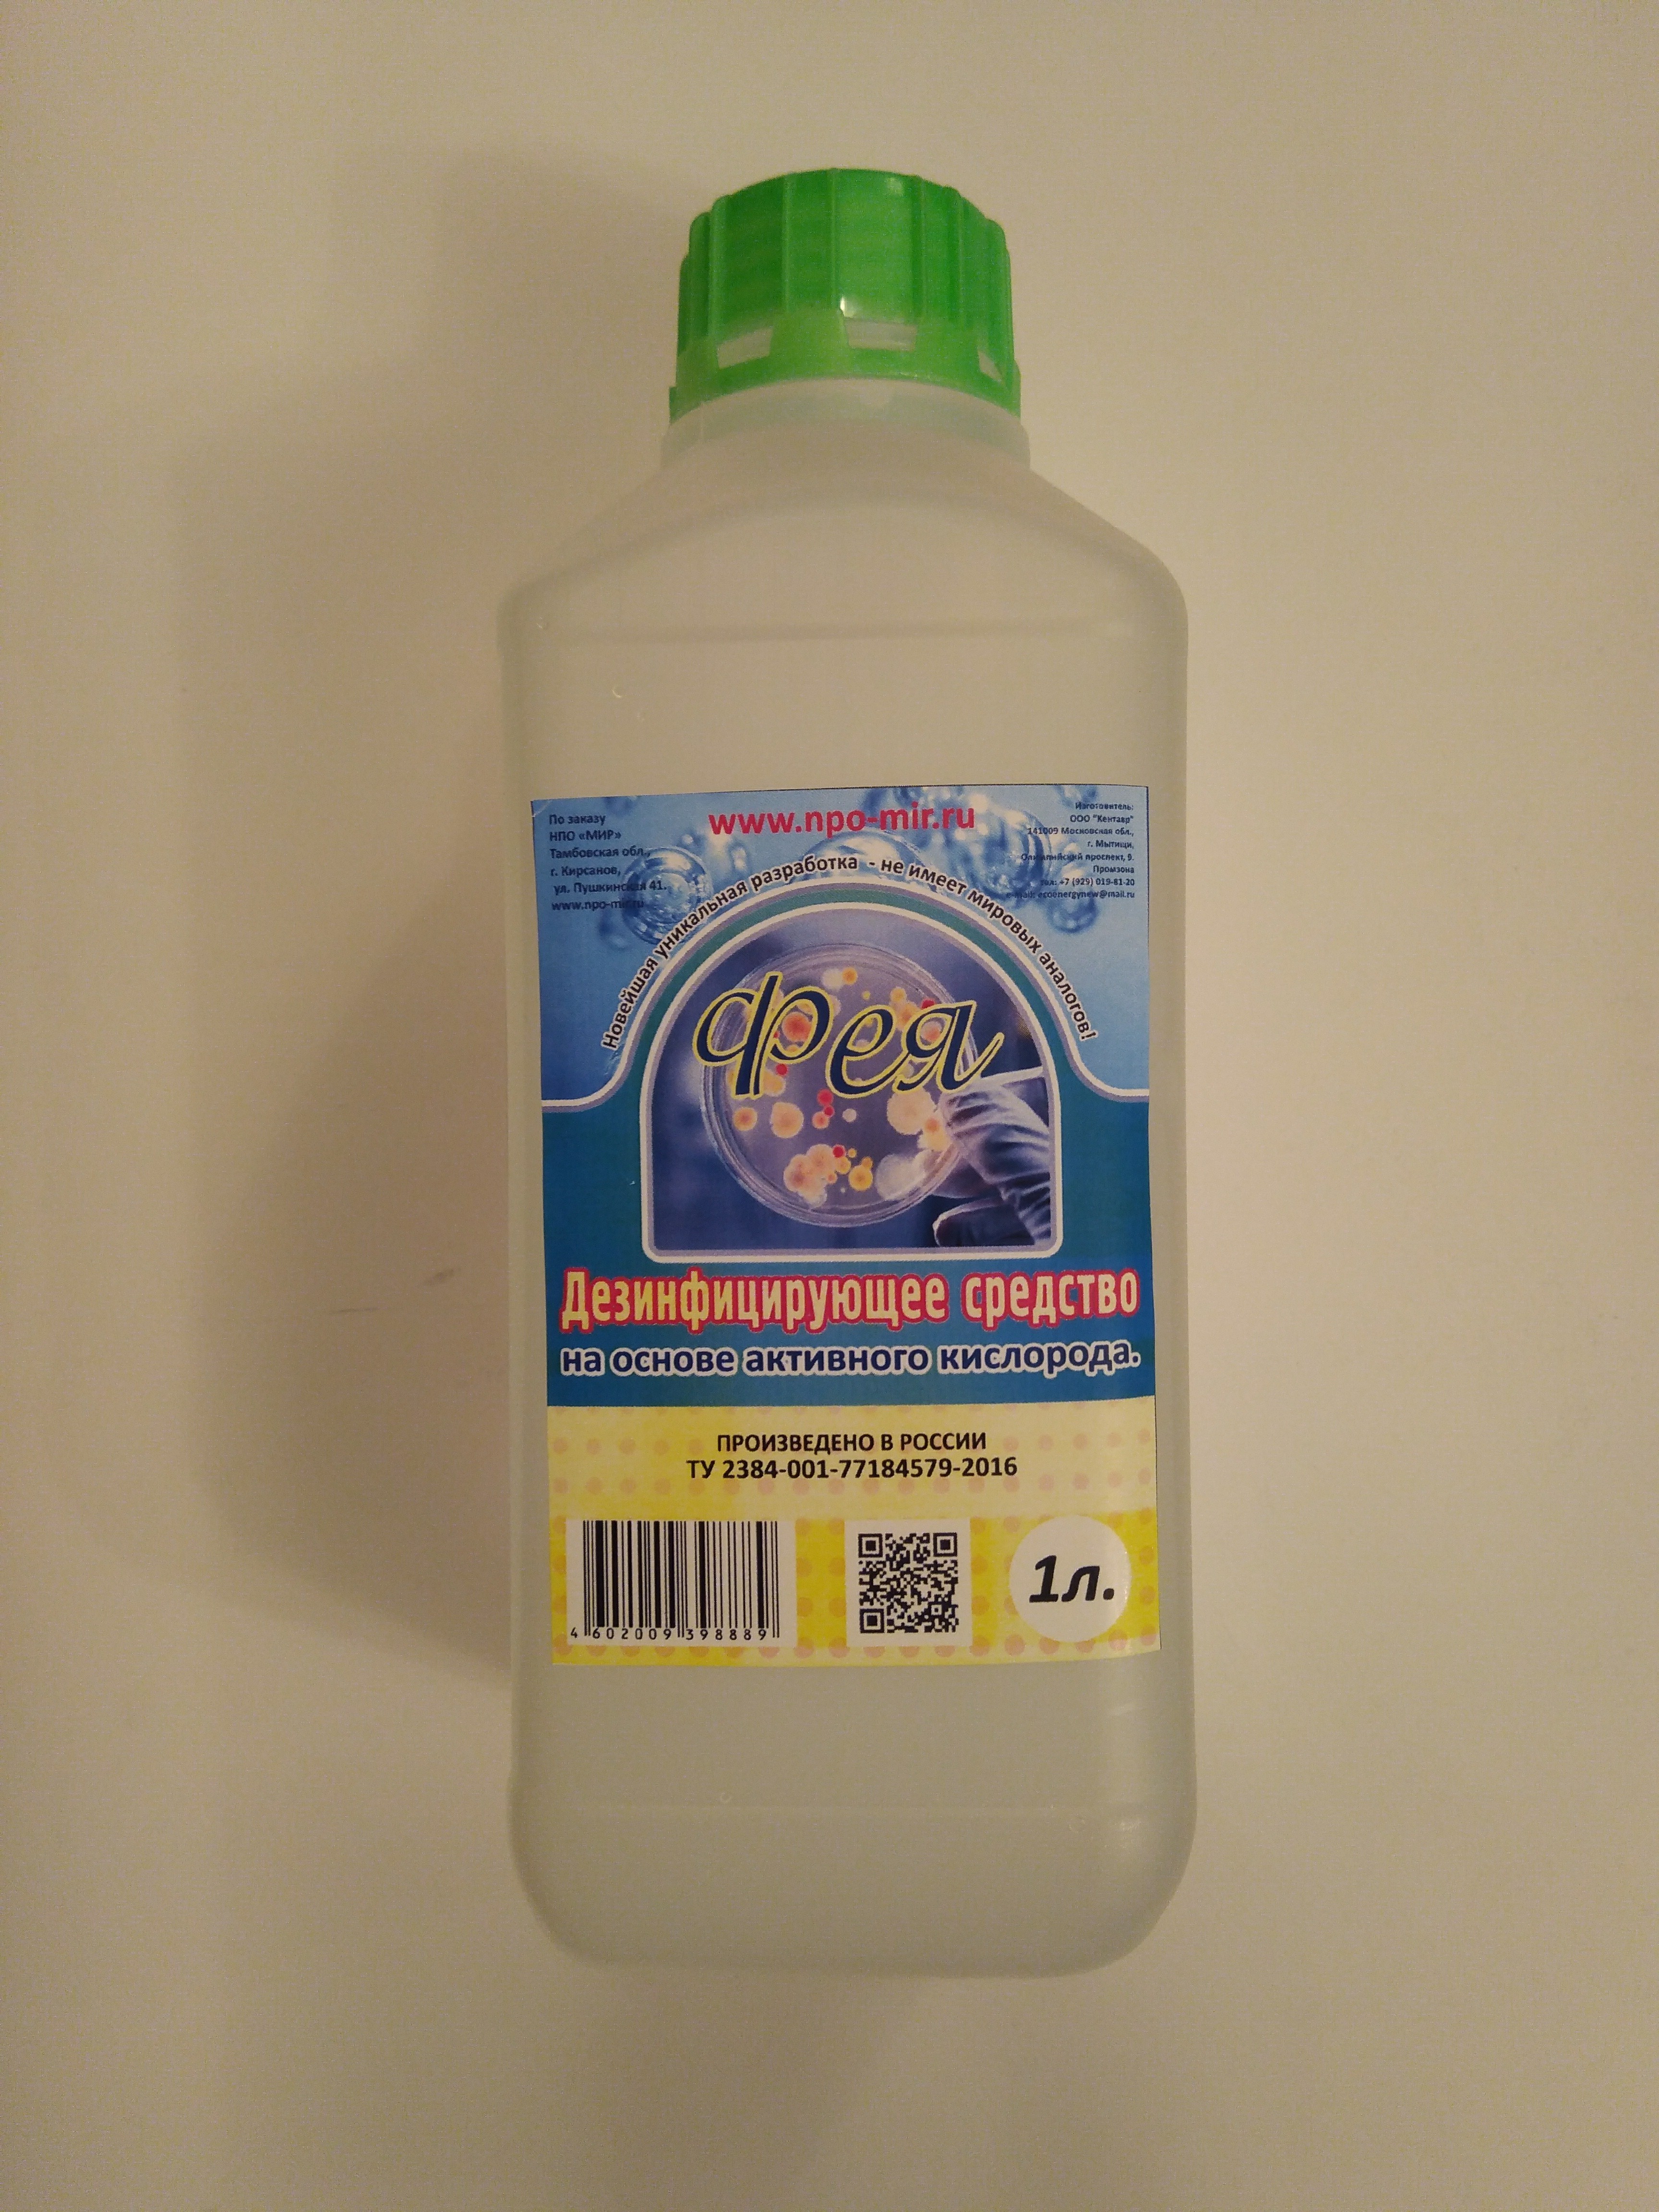 www.npo-mir.ru
По заказу
НПО «МИР»
Тамбовская обл.,
г. Кирсанов,
ул. Пушкинская 41.
www.npo-mir.ru
Изготовитель:
ООО "Кентавр"
141009 Московская обл.,
г. Мытищи,
Олимпийский проспект, 9.
Промзона
тел: +7 (929) 019-81-20
e-mail: ecoenergynew@mail.ru
Новейшая уникальная разработка - не имеет мировых аналогов!
Фея
Дезинфицирующее средство
на основе активного кислорода.
ПРОИЗВЕДЕНО В РОССИИ
ТУ 2384-001-77184579-2016
4 602009 398889
1л.